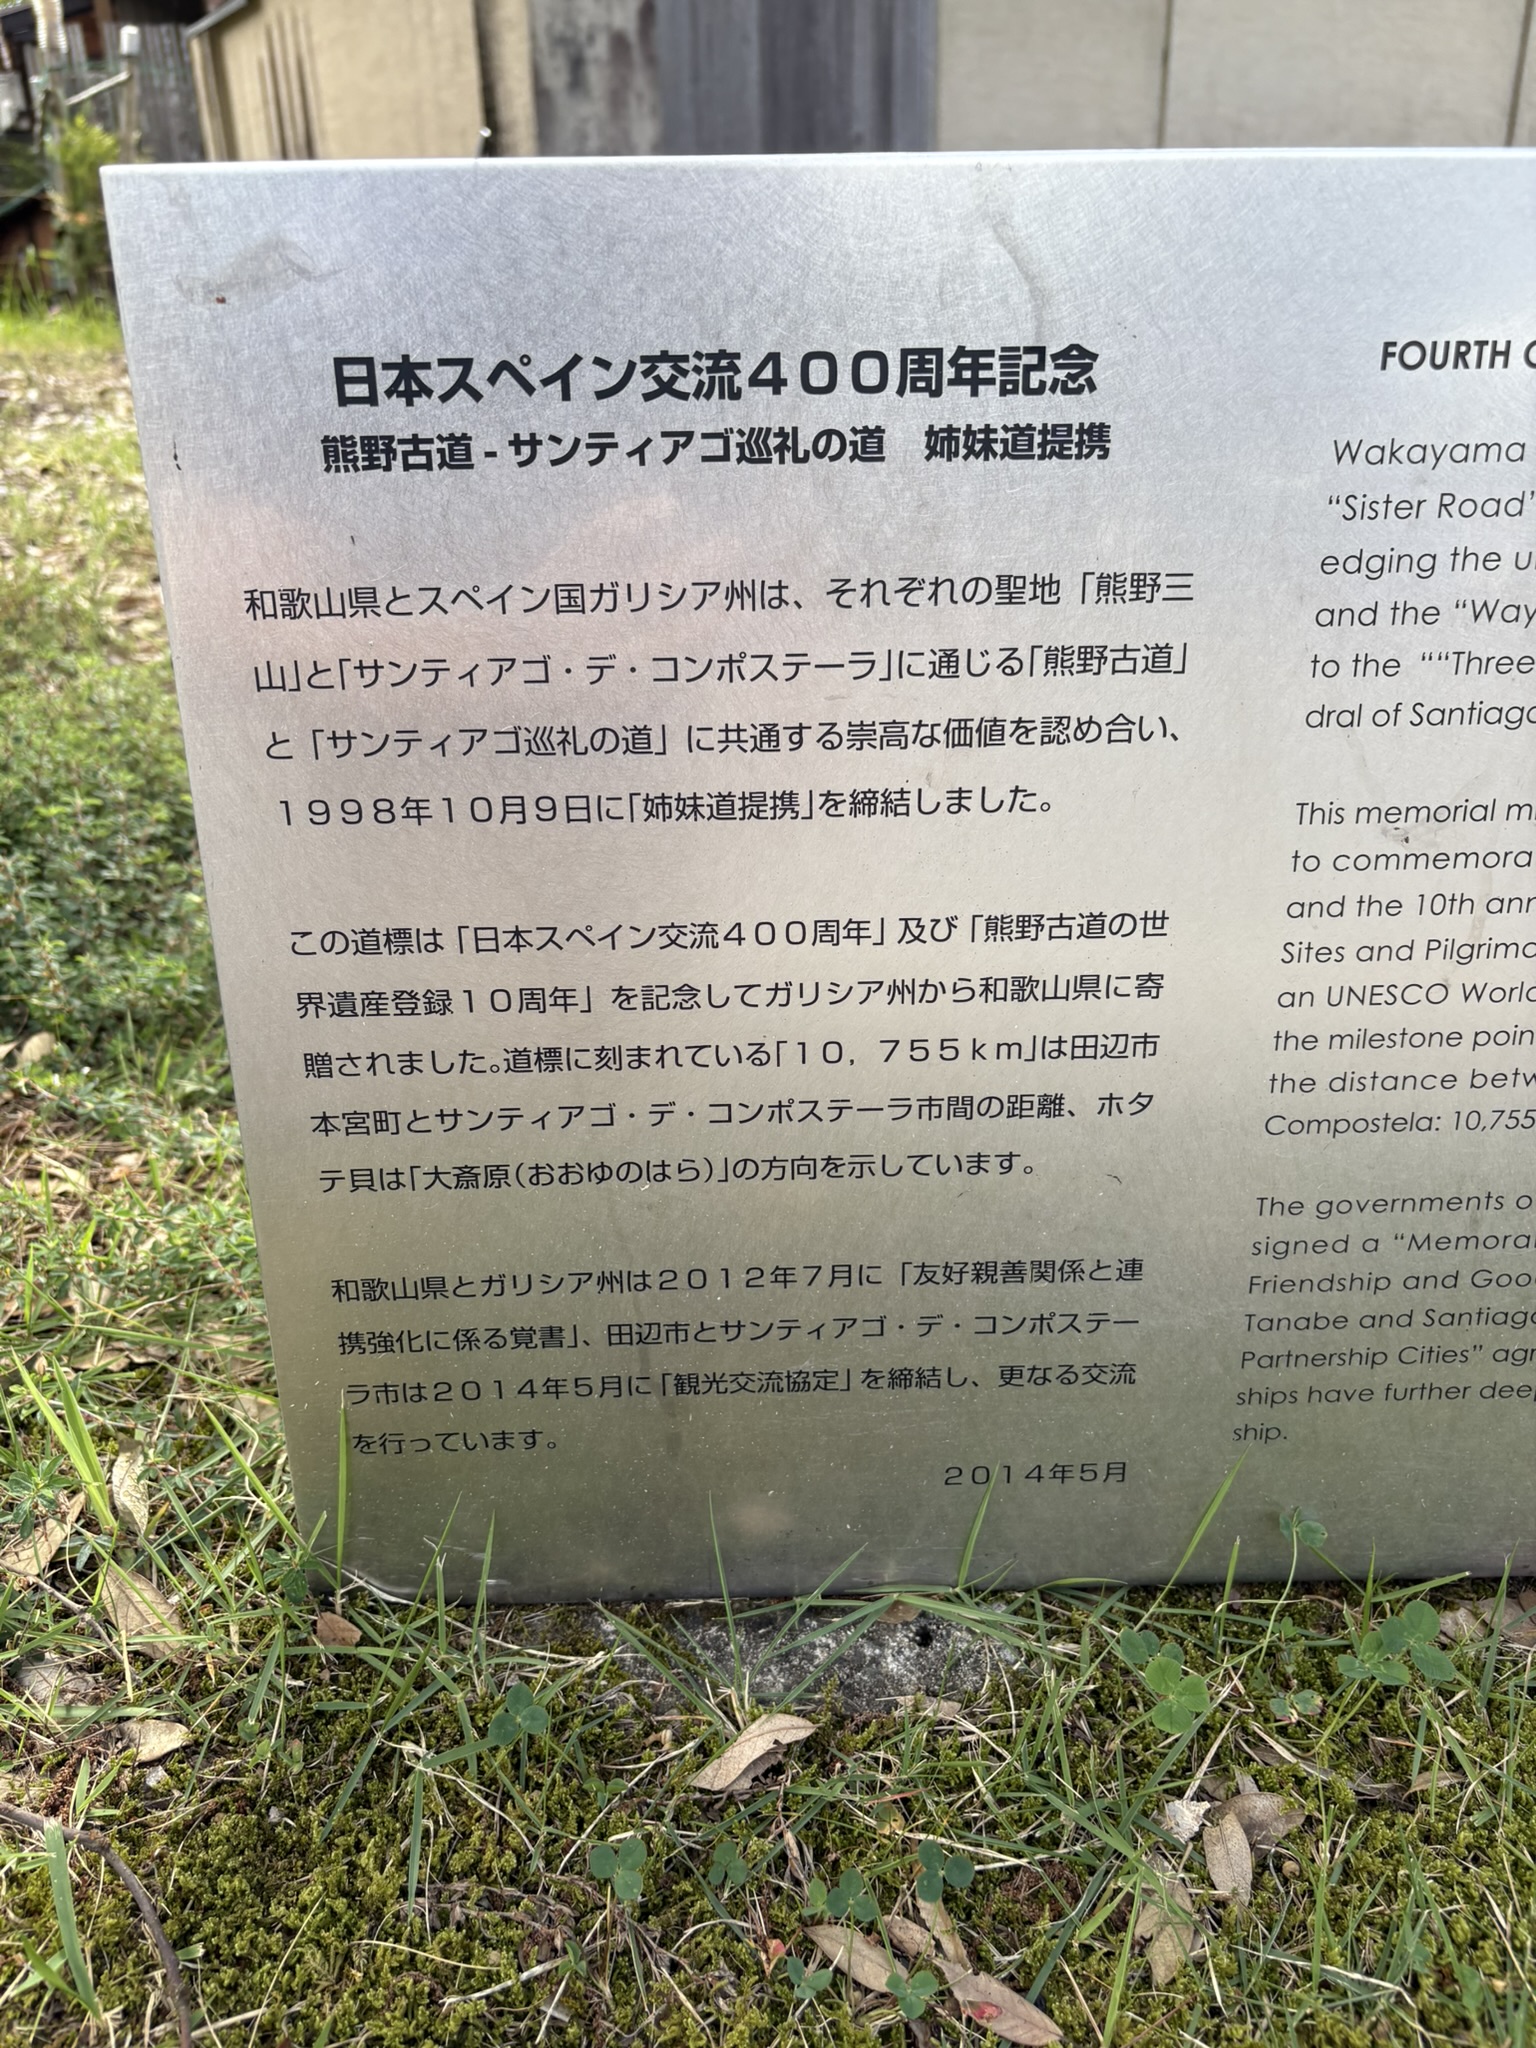 日本スペイン交流４００周年記念
熊野古道 - サンティアゴ巡礼の道　姉妹道提携
和歌山県とスペイン国ガリシア州は、それぞれの聖地「熊野三
山」と「サンティアゴ・デ・コンポステーラ」に通じる「熊野古道」
と「サンティアゴ巡礼の道」に共通する崇高な価値を認め合い、
１９９８年１０月９日に「姉妹道提携」を締結しました。
この道標は「日本スペイン交流４００周年」及び「熊野古道の世
界遺産登録１０周年」を記念してガリシア州から和歌山県に寄
贈されました。道標に刻まれている「１０，７５５ｋｍ」は田辺市
本宮町とサンティアゴ・デ・コンポステーラ市間の距離、ホタ
テ貝は「大斎原（おおゆのはら）」の方向を示しています。
和歌山県とガリシア州は２０１２年７月に「友好親善関係と連
携強化に係る覚書」、田辺市とサンティアゴ・デ・コンポステー
ラ市は２０１４年５月に「観光交流協定」を締結し、更なる交流
を行っています。
２０１４年５月
FOURTH
Wakayama
“Sister Road”
edging the
and the “Way
to the ““Three
dral of Santiago
This memorial
to commemora
and the 10th
Sites and Pilgrima
an UNESCO World
the milestone poin
the distance betw
Compostela: 10,755
The governments
signed a “Memora
Friendship and Goo
Tanabe and Santiago
Partnership Cities” agr
ships have further deep
ship.